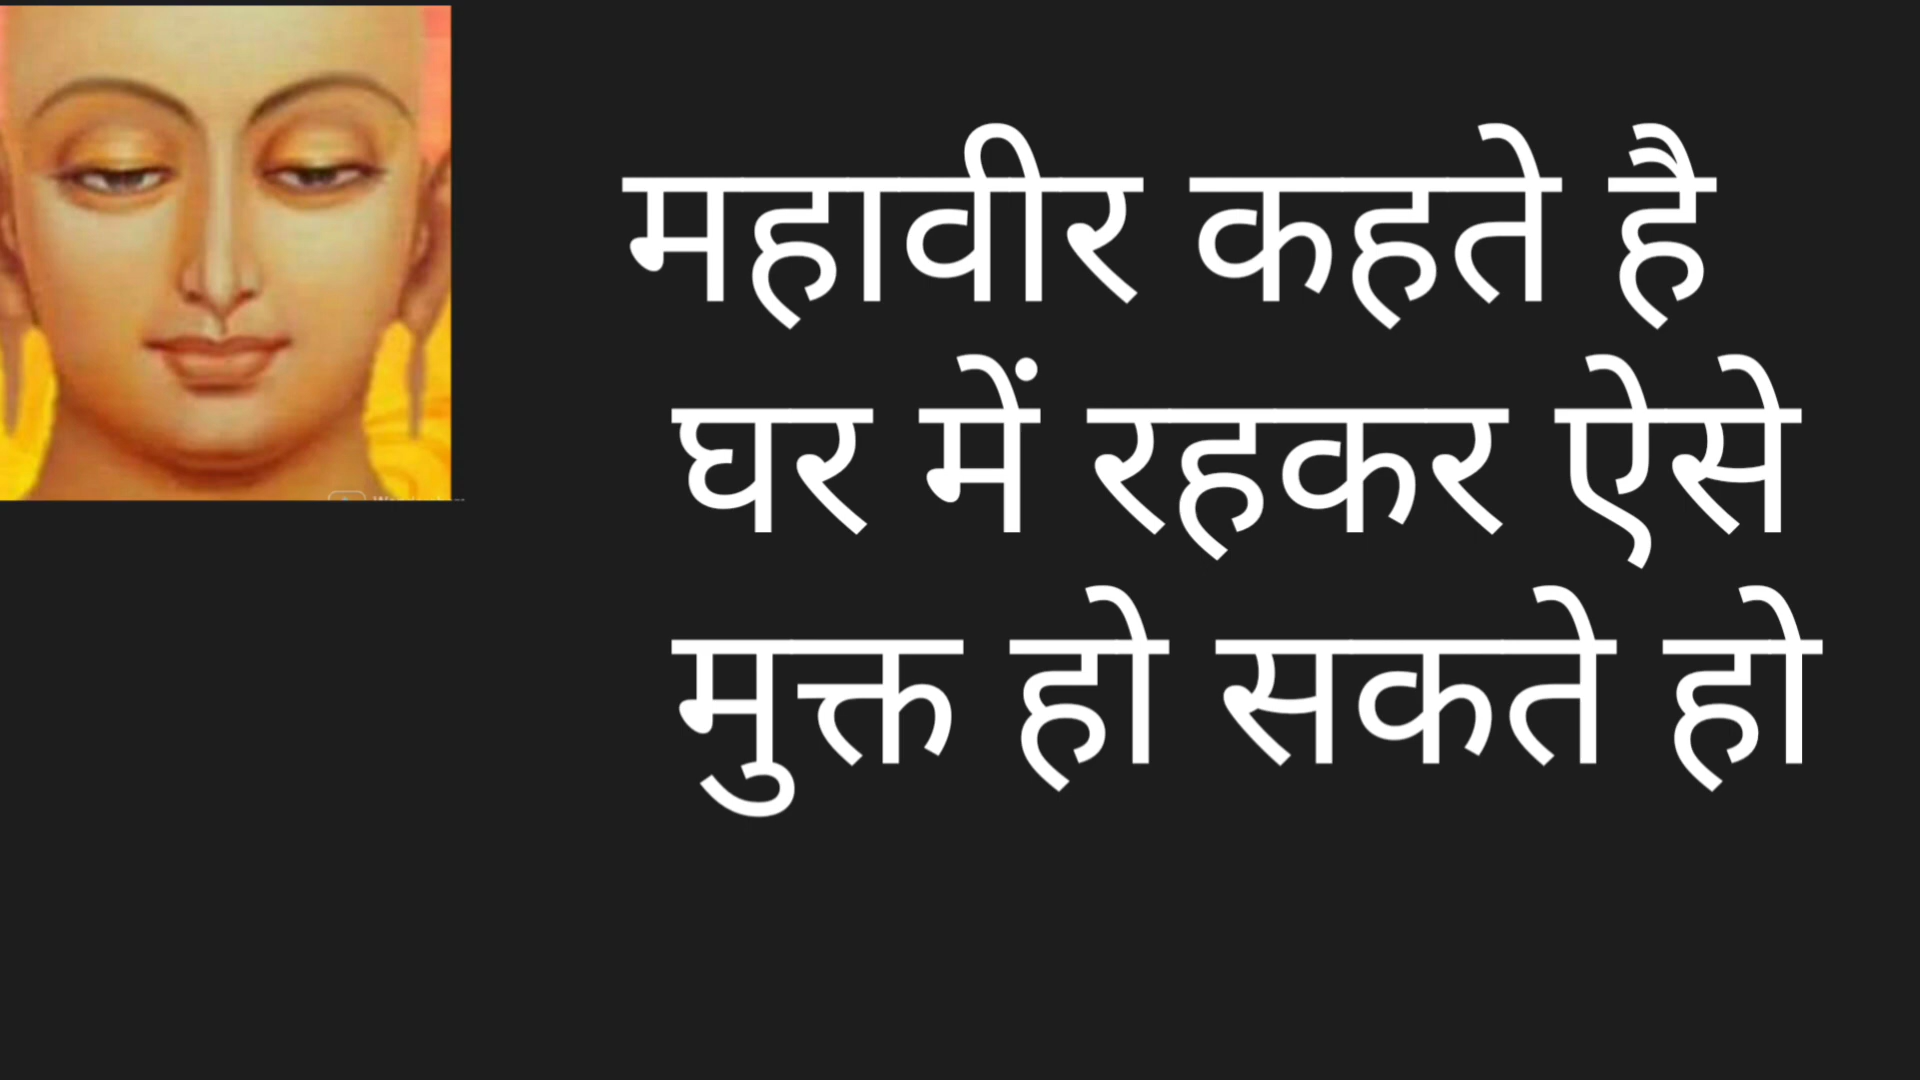 महावीर कहते है
घर में रहकर ऐसे
मुक्त हो सकते हो